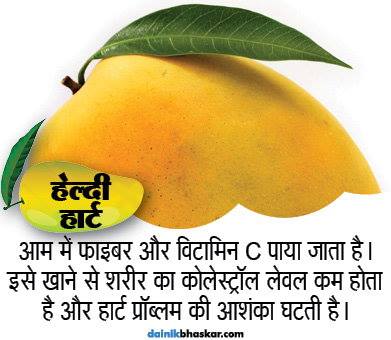 हेल्दी
हार्ट
आम में फाइबर और विटामिन C पाया जाता है।
इसे खाने से शरीर का कोलेस्ट्रॉल लेवल कम होता
है और हार्ट प्रॉब्लम की आशंका घटती है।
dainikbhaskar.com